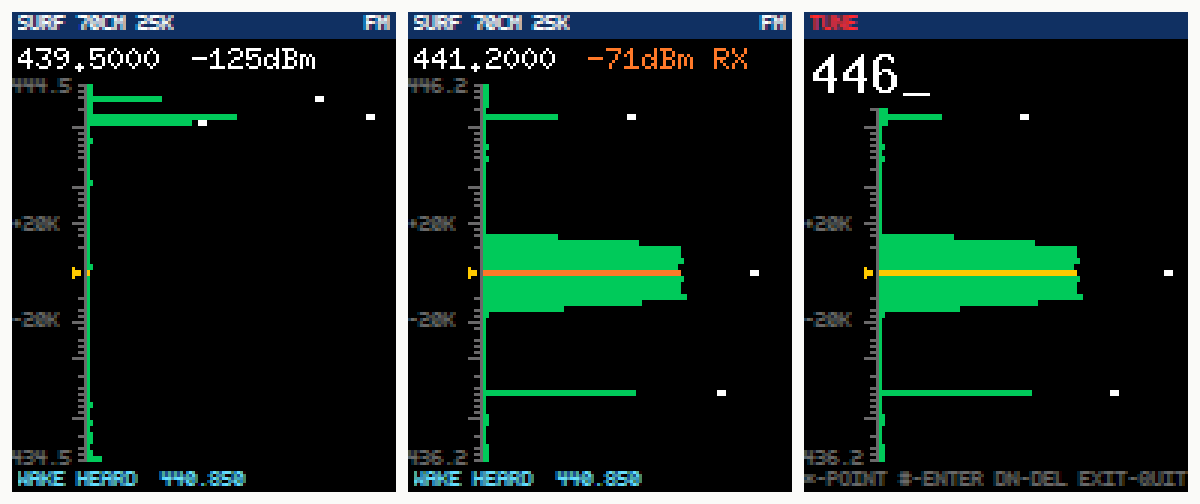 SURF 70CM 25K FM
439.5000 -125dBm
444.5
+20K
-20K
434.5
WAKE HEARD 440.850
SURF 70CM 25K FM
441.2000 -71dBm RX
446.2
+20K
-20K
436.2
WAKE HEARD 440.850
TUNE
446_
+20K
-20K
436.2
*-POINT #-ENTER DN-DEL EXIT-QUIT